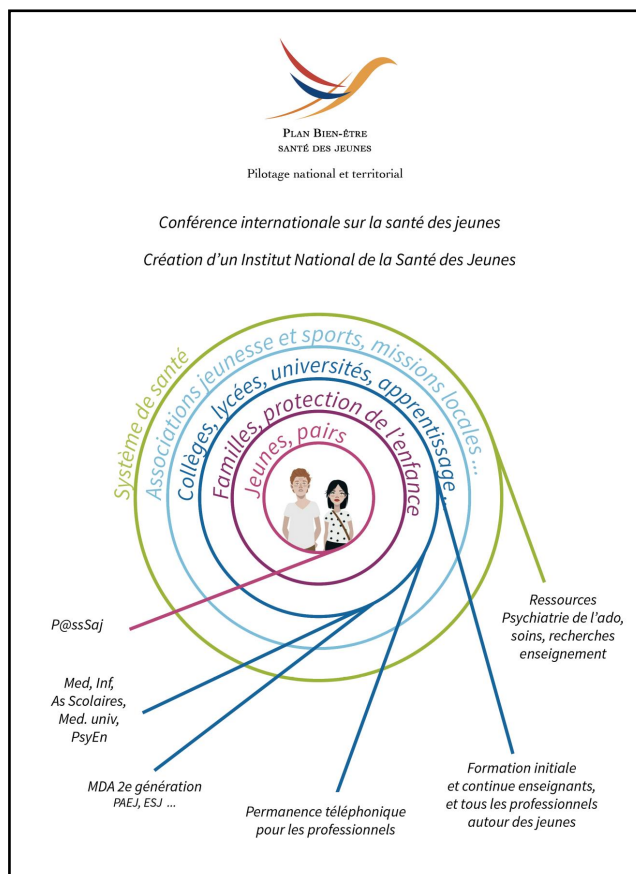 PLAN BIEN-ÊTRE
SANTÉ DES JEUNES
Pilotage national et territorial
Conférence internationale sur la santé des jeunes
Création d'un Institut National de la Santé des Jeunes
Système de santé
Associations jeunesse et sports, missions locales ...
Collèges, lycées, universités, apprentissage ...
Familles, protection de l'enfance
Jeunes, pairs
P@ssSaj
Med, Inf,
As Scolaires,
Med. univ,
PsyEn
MDA 2e génération
PAEJ, ESJ ...
Permanence téléphonique
pour les professionnels
Formation initiale
et continue enseignants,
et tous les professionnels
autour des jeunes
Ressources
Psychiatrie de l'ado,
soins, recherches
enseignement